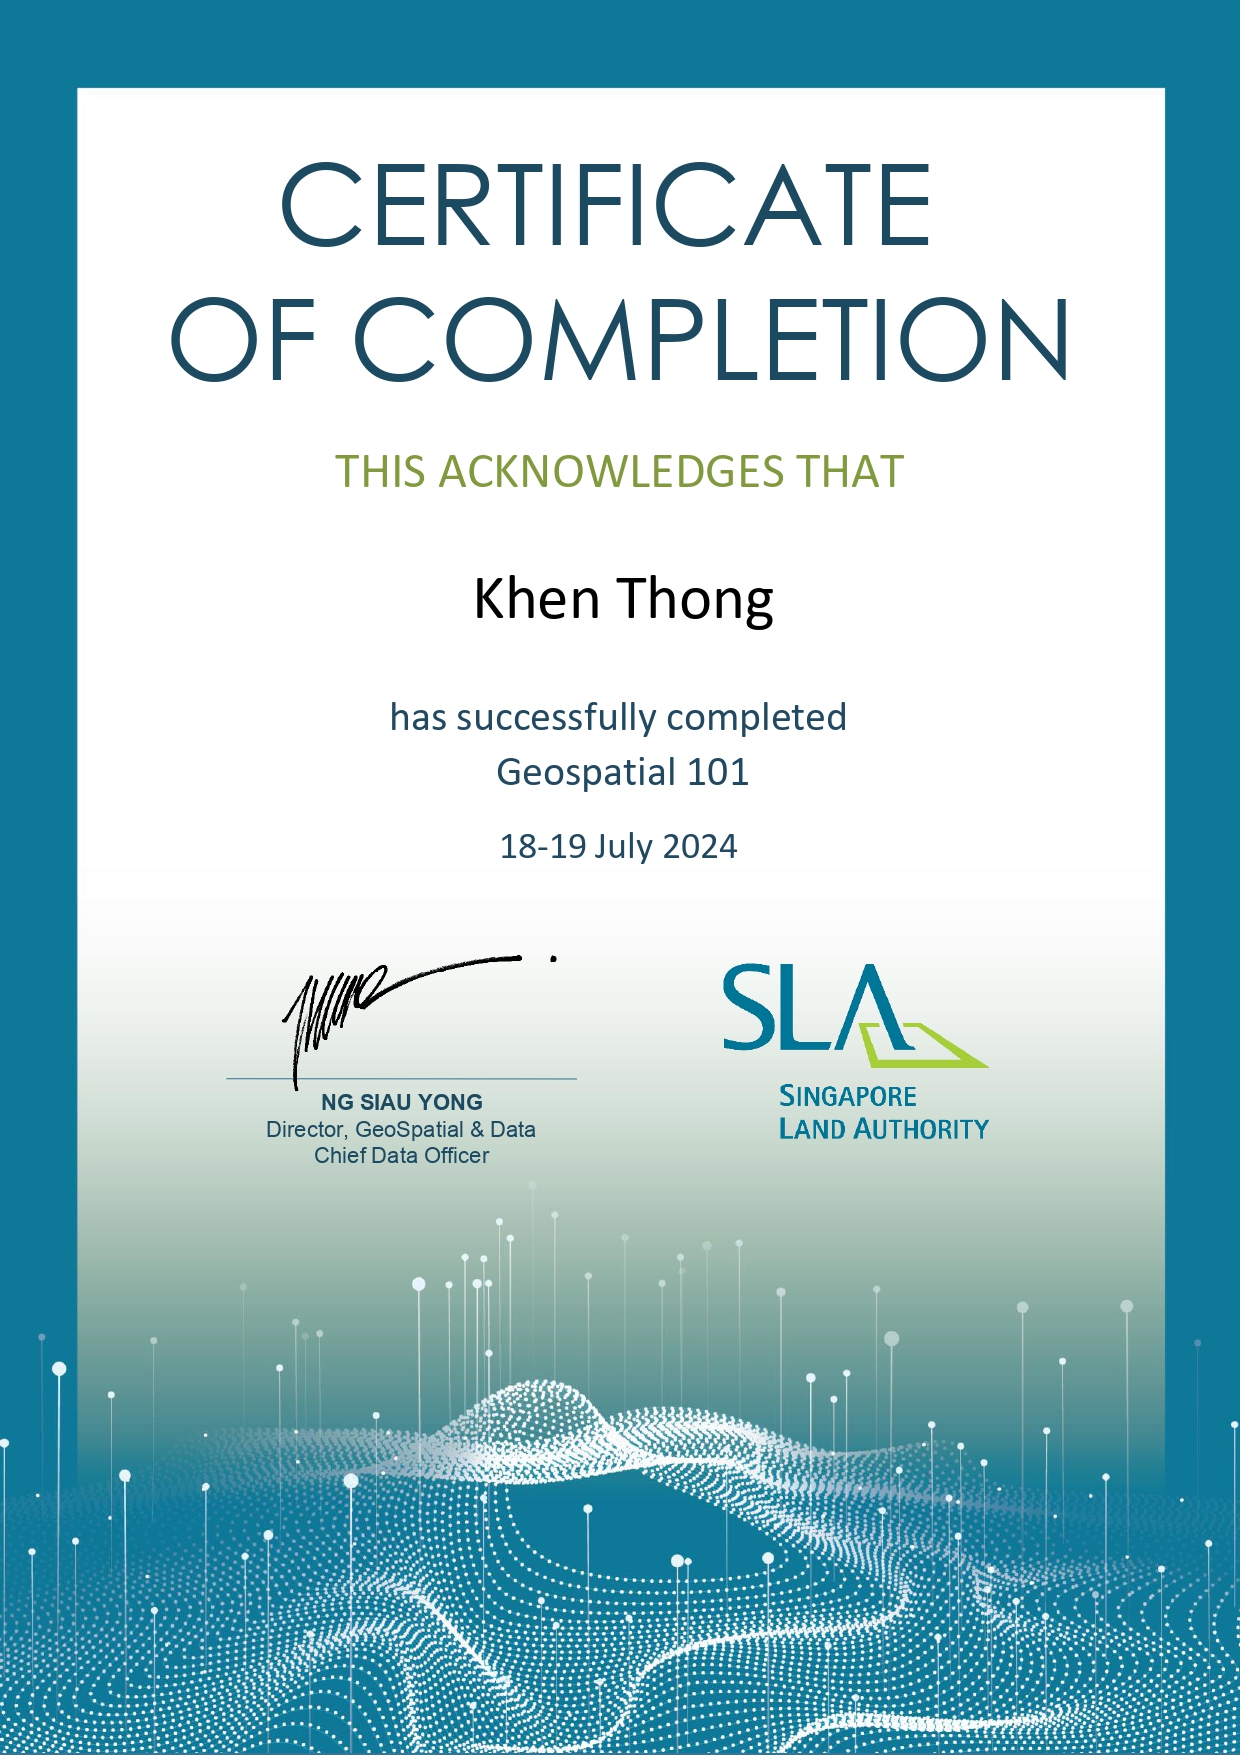 CERTIFICATE
OF COMPLETION
THIS ACKNOWLEDGES THAT
Khen Thong
has successfully completed
Geospatial 101
18-19 July 2024
NG SIAU YONG
Director, GeoSpatial & Data
Chief Data Officer
SLA
SINGAPORE
LAND AUTHORITY